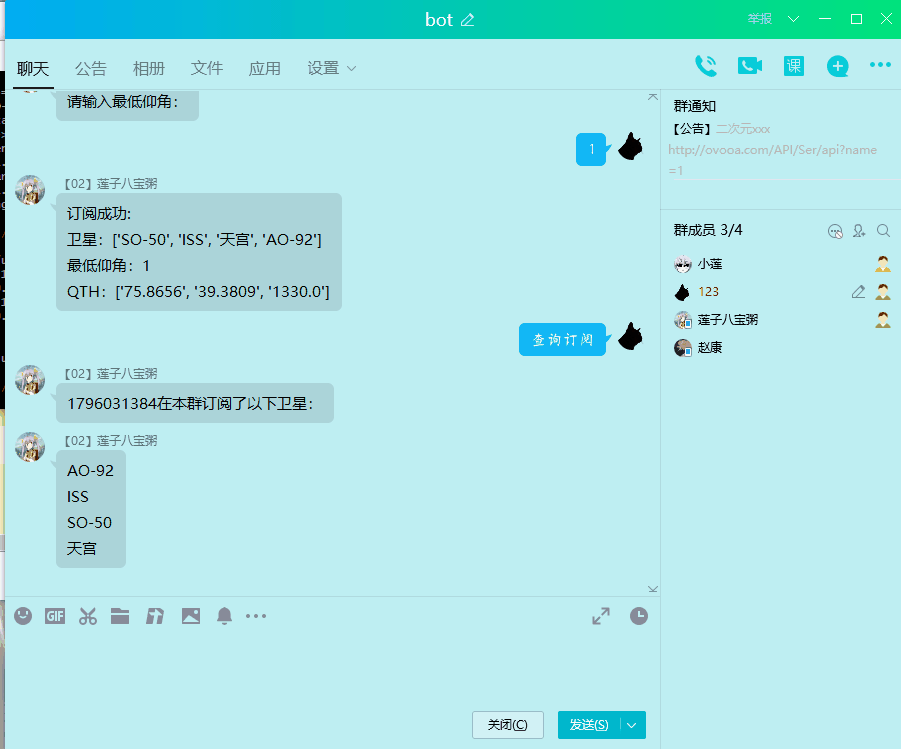 bot
举报
聊天
公告
相册
文件
应用
设置
课
请输入最低仰角：
1
【02】莲子八宝粥
订阅成功:
卫星：['SO-50', 'ISS', '天宫', 'AO-92']
最低仰角：1
QTH：['75.8656', '39.3809', '1330.0']
查询订阅
【02】莲子八宝粥
1796031384在本群订阅了以下卫星：
【02】莲子八宝粥
AO-92
ISS
SO-50
天宫
GIF
关闭(C)
发送(S)
群通知
【公告】二次元xxx
http://ovooa.com/API/Ser/api?name
=1
群成员 3/4
小莲
123
莲子八宝粥
赵康